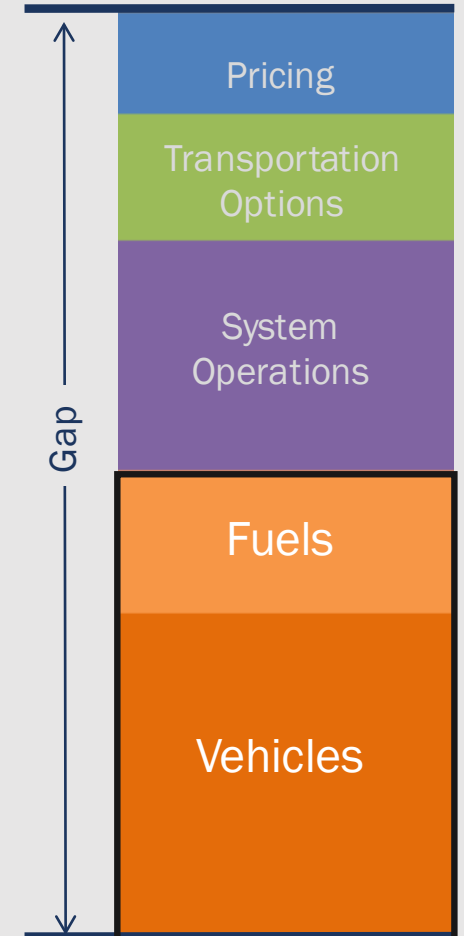 Pricing
Transportation
Options
System
Operations
Gap
Fuels
Vehicles